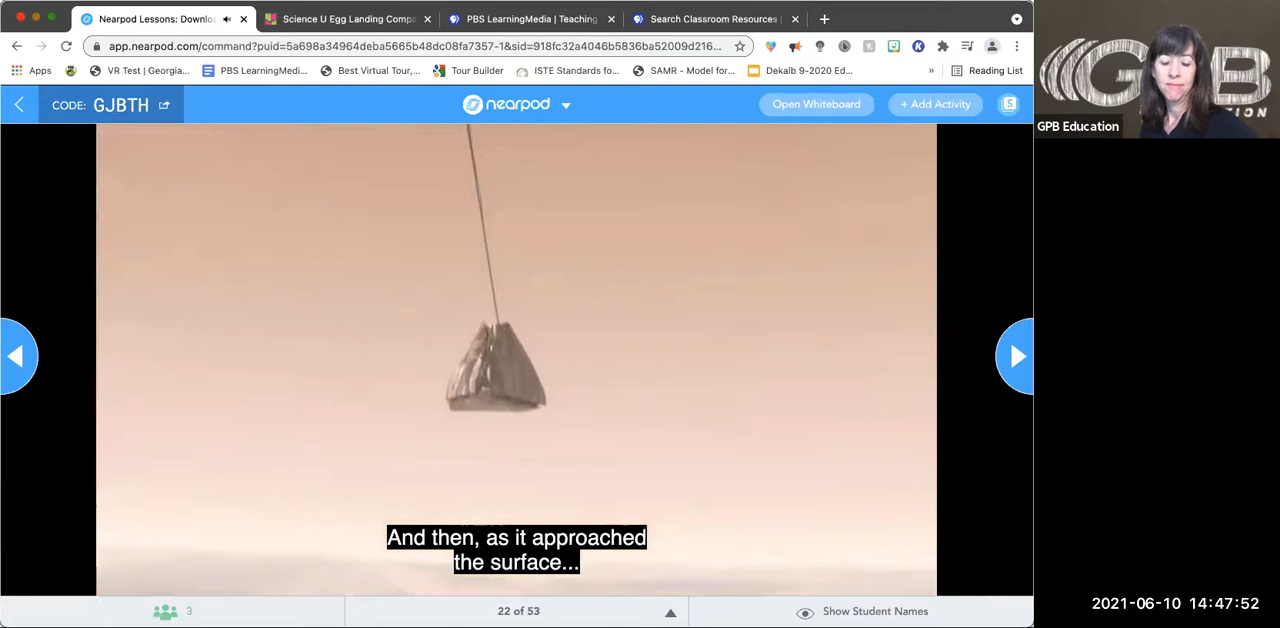 Nearpod Lessons: Downlo
Science U Egg Landing Compa
PBS LearningMedia | Teaching
Search Classroom Resources
app.nearpod.com/command?puid=5a698a34964deba5665b48dc08fa7357-1&sid=918fc32a4046b5836ba52009d216...
Apps
VR Test | Georgia...
PBS LearningMedi...
Best Virtual Tour,...
Tour Builder
ISTE Standards fo...
SAMR - Model for...
Dekalb 9-2020 Ed...
»
Reading List
CODE: GJBTH
nearpod
Open Whiteboard
+ Add Activity
S
GPB
GPB Education
And then, as it approached
the surface...
3
22 of 53
Show Student Names
2021-06-10 14:47:52